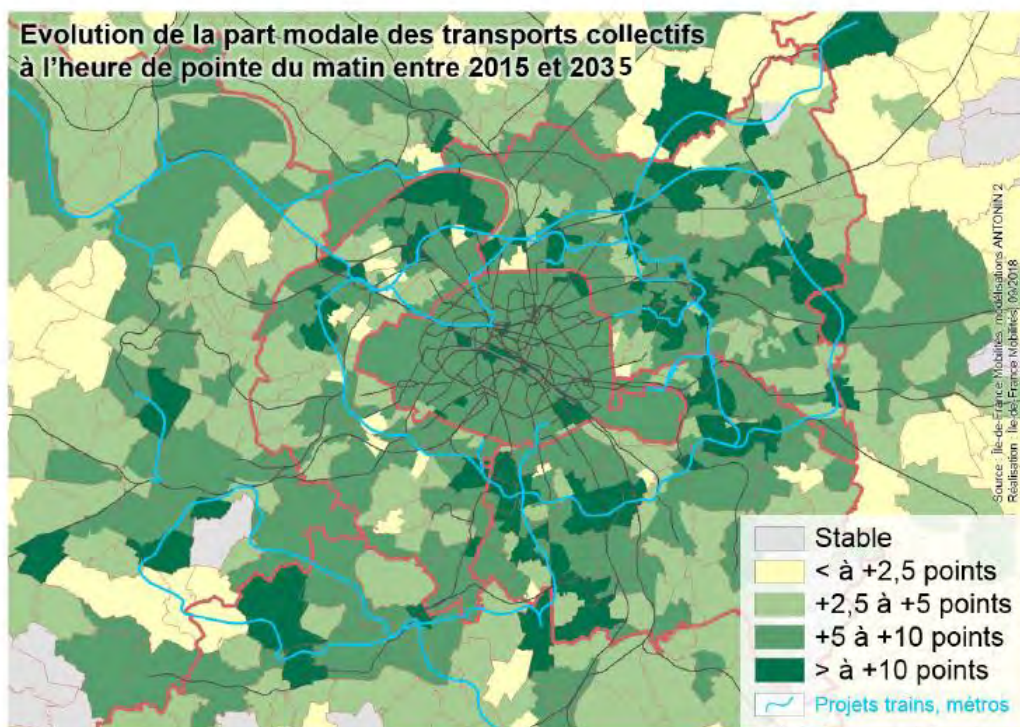 Evolution de la part modale des transports collectifs
à l'heure de pointe du matin entre 2015 et 2035
Source : Île-de-France Mobilités, modélisations ANTONIN 2
Réalisation : Île-de-France Mobilités, 09/2018
Stable
< à +2,5 points
+2,5 à +5 points
+5 à +10 points
> à +10 points
Projets trains, métros